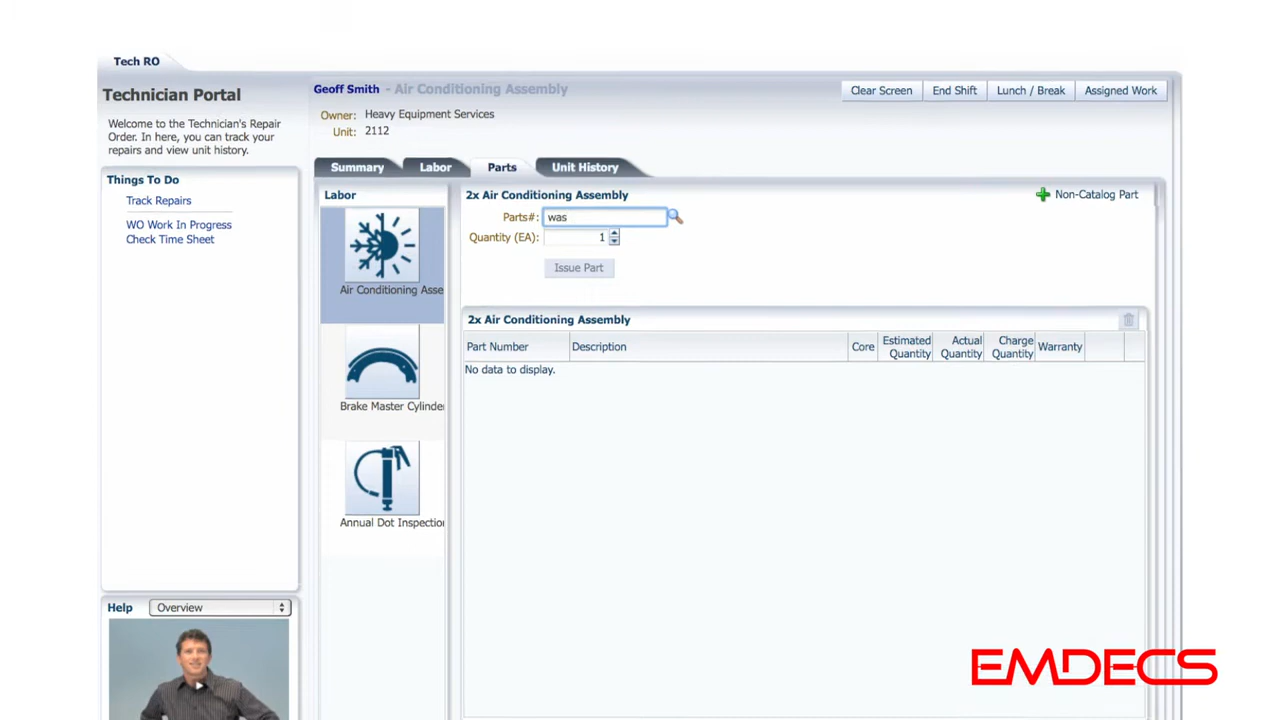 Tech RO
Technician Portal
Welcome to the Technician's Repair
Order. In here, you can track your
repairs and view unit history.
Things To Do
Track Repairs
WO Work In Progress
Check Time Sheet
Help Overview
Geoff Smith - Air Conditioning Assembly
Clear Screen End Shift Lunch / Break Assigned Work
Owner: Heavy Equipment Services
Unit: 2112
Summary Labor Parts Unit History
Labor
Air Conditioning Asse
Brake Master Cylinde
Annual Dot Inspectio
2x Air Conditioning Assembly
Non-Catalog Part
Parts#: was
Quantity (EA): 1
Issue Part
2x Air Conditioning Assembly
Part Number Description Core Estimated Quantity Actual Quantity Charge Quantity Warranty
No data to display.
EMDECS